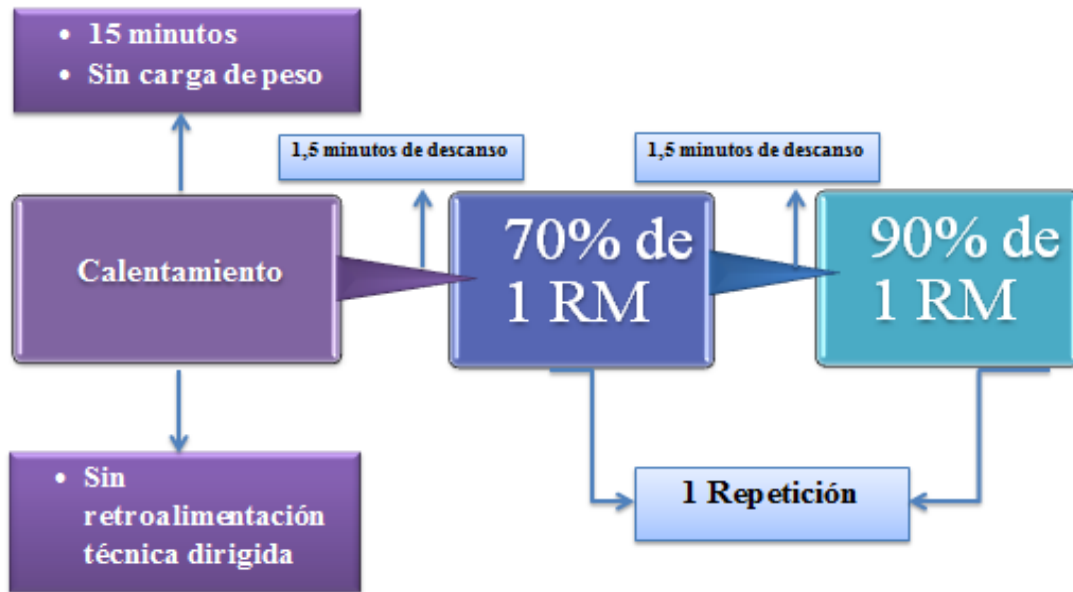 • 15 minutos
• Sin carga de peso
1,5 minutos de descanso
1,5 minutos de descanso
Calentamiento
70% de
1 RM
90% de
1 RM
• Sin
retroalimentación
técnica dirigida
1 Repetición